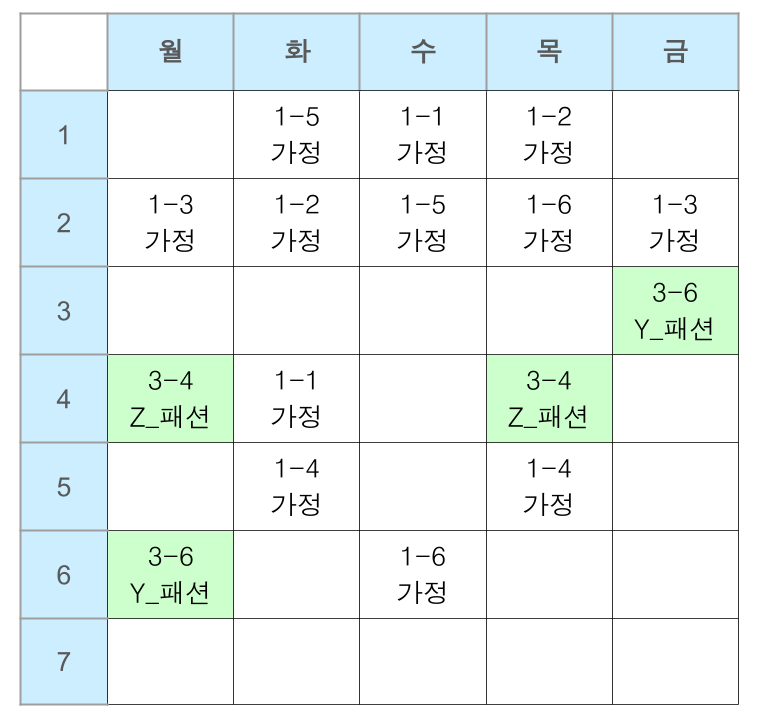 월 화 수 목 금
1
1-5 1-1 1-2
가정 가정 가정
2
1-3 1-2 1-5 1-6 1-3
가정 가정 가정 가정 가정
3
3-6
Y_패션
4
3-4 1-1 3-4
Z_패션 가정 Z_패션
5
1-4 1-4
가정 가정
6
3-6 1-6
Y_패션 가정
7